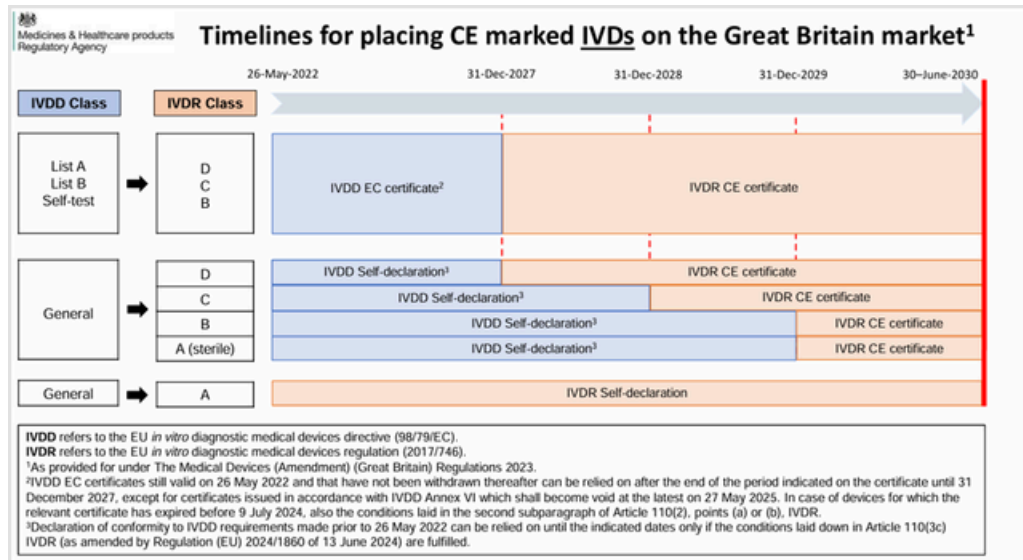 Medicines & Healthcare products
Regulatory Agency
Timelines for placing CE marked IVDs on the Great Britain market¹
26-May-2022 31-Dec-2027 31-Dec-2028 31-Dec-2029 30–June-2030
IVDD Class IVDR Class
List A
List B
Self-test
D
C
B
IVDD EC certificate²
IVDR CE certificate
General
D
IVDD Self-declaration³
IVDR CE certificate
C
IVDD Self-declaration³
IVDR CE certificate
B
IVDD Self-declaration³
IVDR CE certificate
A (sterile)
IVDD Self-declaration³
IVDR CE certificate
General
A
IVDR Self-declaration
IVDD refers to the EU in vitro diagnostic medical devices directive (98/79/EC).
IVDR refers to the EU in vitro diagnostic medical devices regulation (2017/746).
¹As provided for under The Medical Devices (Amendment) (Great Britain) Regulations 2023.
²IVDD EC certificates still valid on 26 May 2022 and that have not been withdrawn thereafter can be relied on after the end of the period indicated on the certificate until 31
December 2027, except for certificates issued in accordance with IVDD Annex VI which shall become void at the latest on 27 May 2025. In case of devices for which the
relevant certificate has expired before 9 July 2024, also the conditions laid in the second subparagraph of Article 110(2), points (a) or (b), IVDR.
³Declaration of conformity to IVDD requirements made prior to 26 May 2022 can be relied on until the indicated dates only if the conditions laid down in Article 110(3c)
IVDR (as amended by Regulation (EU) 2024/1860 of 13 June 2024) are fulfilled.